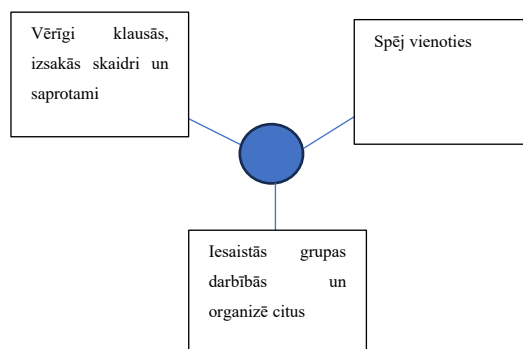 Vērīgi klausās,
izsakās skaidri un
saprotami
Spēj vienoties
Iesaistās grupas
darbībās un
organizē citus